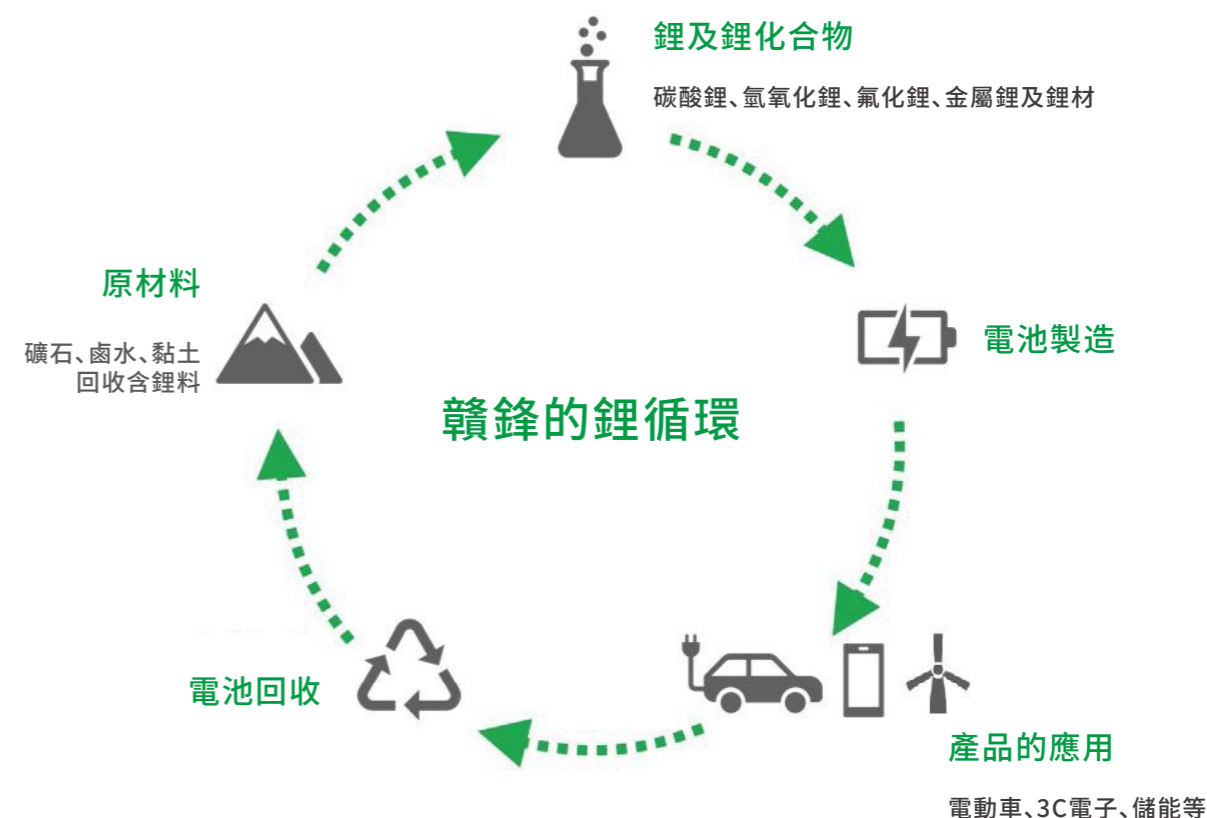 鋰及鋰化合物
碳酸鋰、氫氧化鋰、氟化鋰、金屬鋰及鋰材
原材料
礦石、鹵水、黏土
回收含鋰料
電池製造
贛鋒的鋰循環
電池回收
產品的應用
電動車、3C電子、儲能等